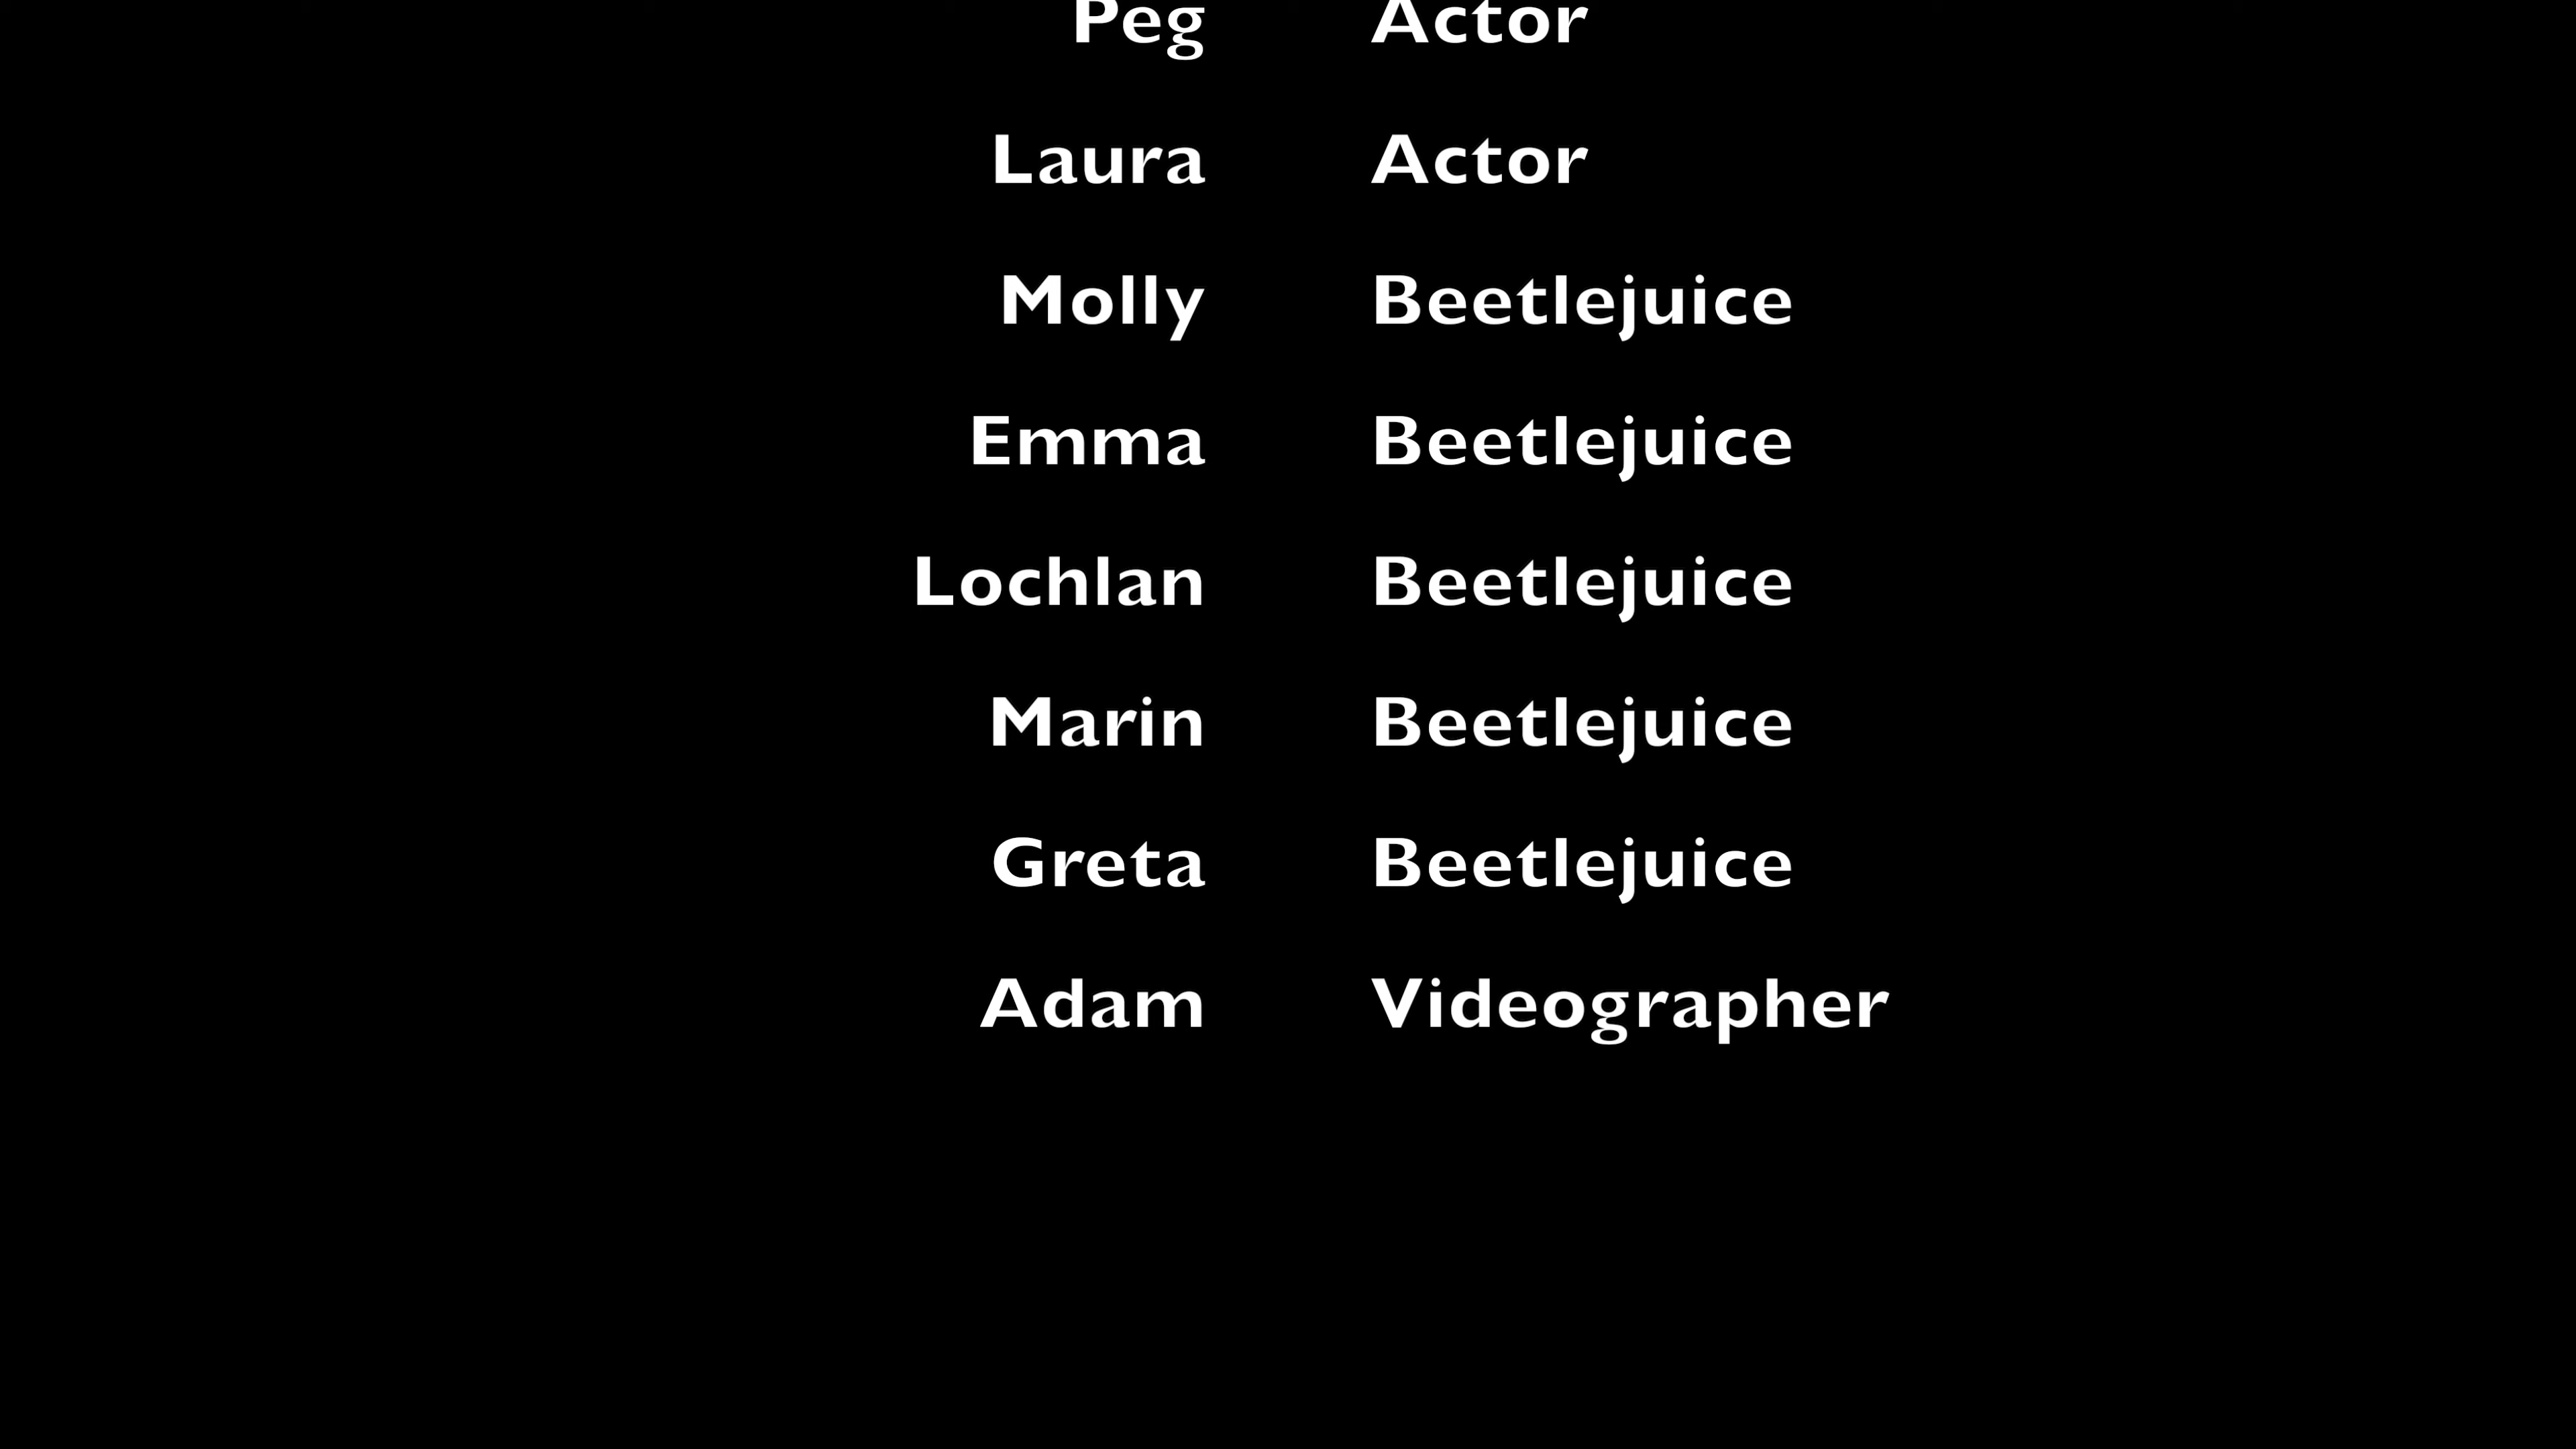 Peg Actor
Laura Actor
Molly Beetlejuice
Emma Beetlejuice
Lochlan Beetlejuice
Marin Beetlejuice
Greta Beetlejuice
Adam Videographer